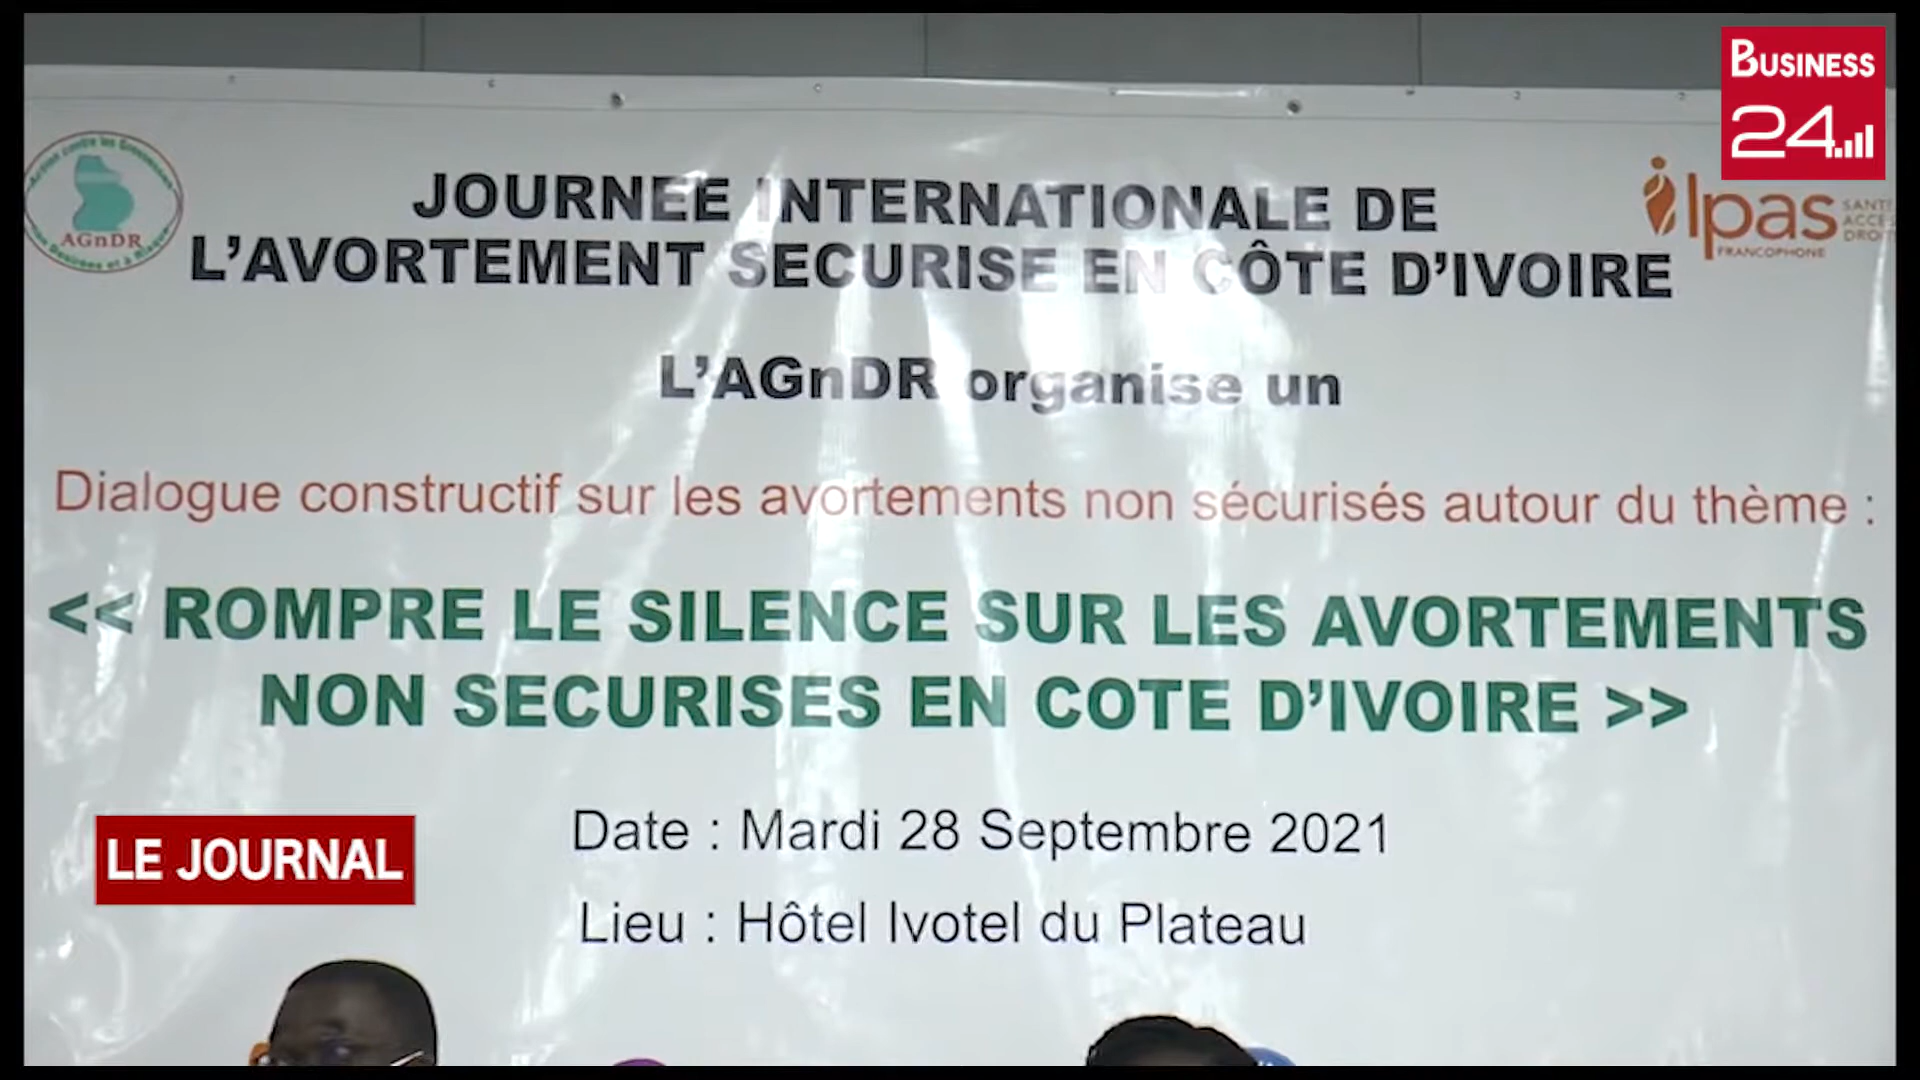 BUSINESS
24
AGnDR
Ipas
SANTÉ
FRANCOPHONE
JOURNEE INTERNATIONALE DE
L’AVORTEMENT SECURISE EN CÔTE D’IVOIRE
L’AGnDR organise un
Dialogue constructif sur les avortements non sécurisés autour du thème :
<< ROMPRE LE SILENCE SUR LES AVORTEMENTS
NON SECURISES EN COTE D’IVOIRE >>
Date : Mardi 28 Septembre 2021
Lieu : Hôtel Ivotel du Plateau
LE JOURNAL